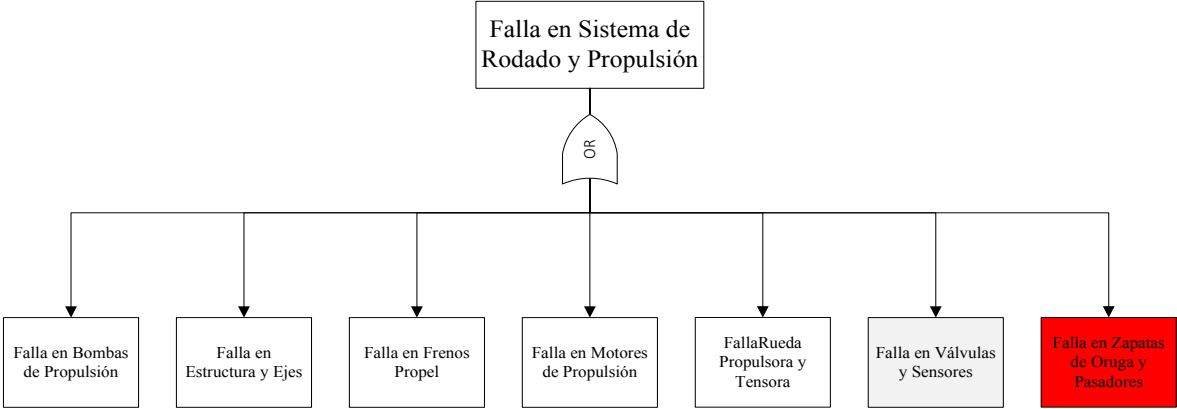 Falla en Sistema de
Rodado y Propulsión
OR
Falla en Bombas
de Propulsión
Falla en
Estructura y Ejes
Falla en Frenos
Propel
Falla en Motores
de Propulsión
FallaRueda
Propulsora y
Tensora
Falla en Válvulas
y Sensores
Falla en Zapatas
de Oruga y
Pasadores